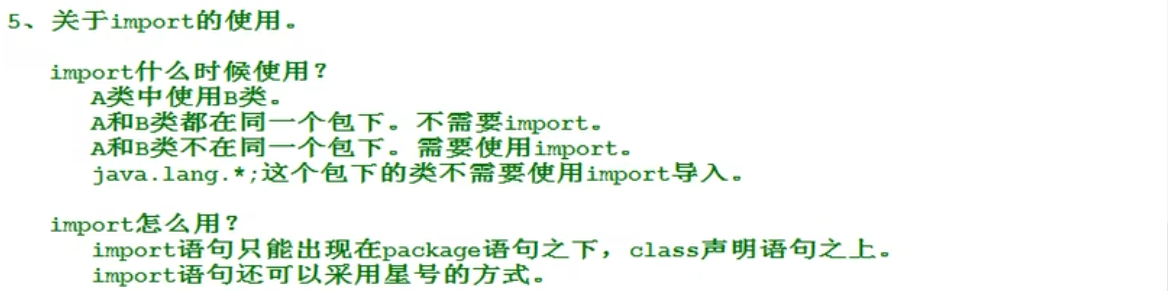 5、关于import的使用。
import什么时候使用？
A类中使用B类。
A和B类都在同一个包下。不需要import。
A和B类不在同一个包下。需要使用import。
java.lang.*;这个包下的类不需要使用import导入。
import怎么用？
import语句只能出现在package语句之下，class声明语句之上。
import语句还可以采用星号的方式。